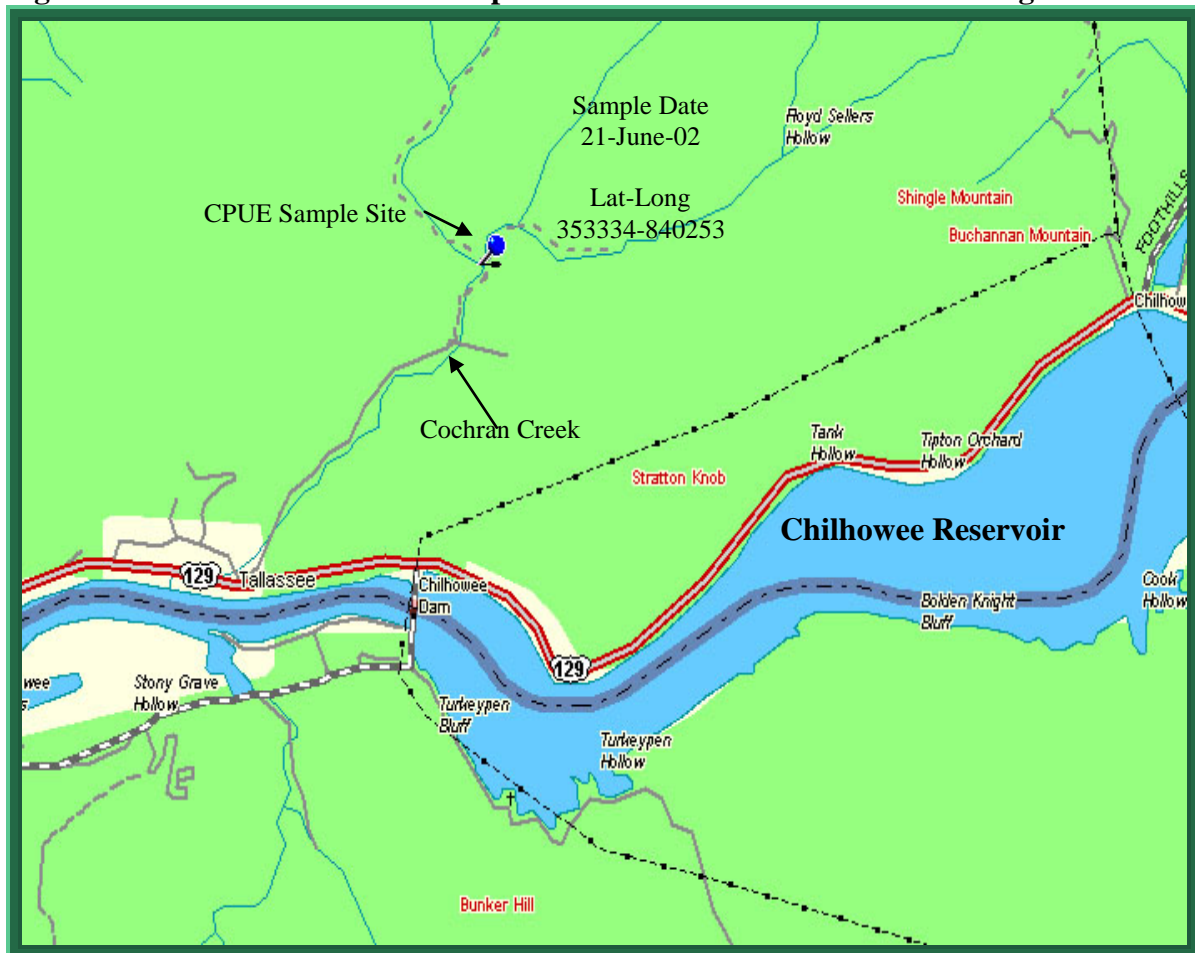 Sample Date
21-June-02
Floyd Sellers
Hollow
Lat-Long
353334-840253
CPUE Sample Site
Shingle Mountain
Buchannan Mountain
FOOTHILLS
Chilhow
Cochran Creek
Tank
Hollow
Tipton Orchard
Hollow
Stratton Knob
Chilhowee Reservoir
129
Tallassee
Chilhowee
Dam
Cook
Hollow
Bolden Knight
Bluff
129
wee
s
Stony Grave
Hollow
Turkeypen
Bluff
Turkeypen
Hollow
Bunker Hill